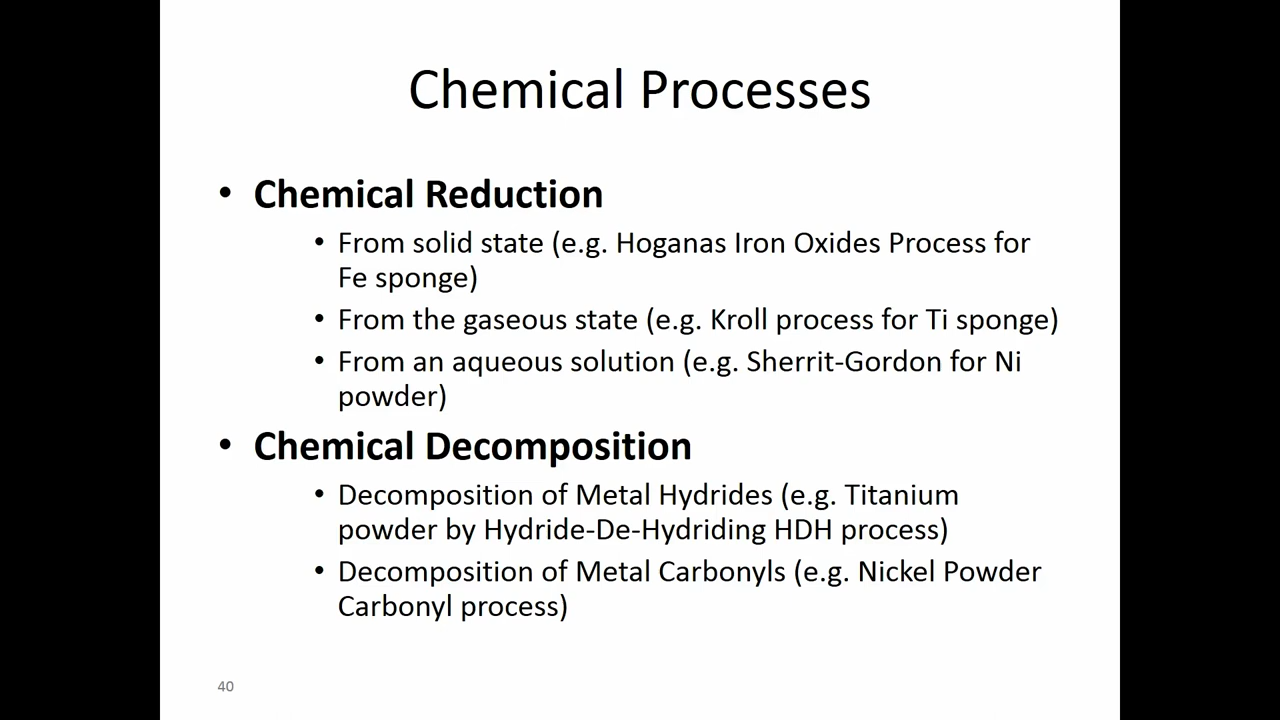 Chemical Processes
• Chemical Reduction
• From solid state (e.g. Hoganas Iron Oxides Process for
Fe sponge)
• From the gaseous state (e.g. Kroll process for Ti sponge)
• From an aqueous solution (e.g. Sherrit-Gordon for Ni
powder)
• Chemical Decomposition
• Decomposition of Metal Hydrides (e.g. Titanium
powder by Hydride-De-Hydriding HDH process)
• Decomposition of Metal Carbonyls (e.g. Nickel Powder
Carbonyl process)
40